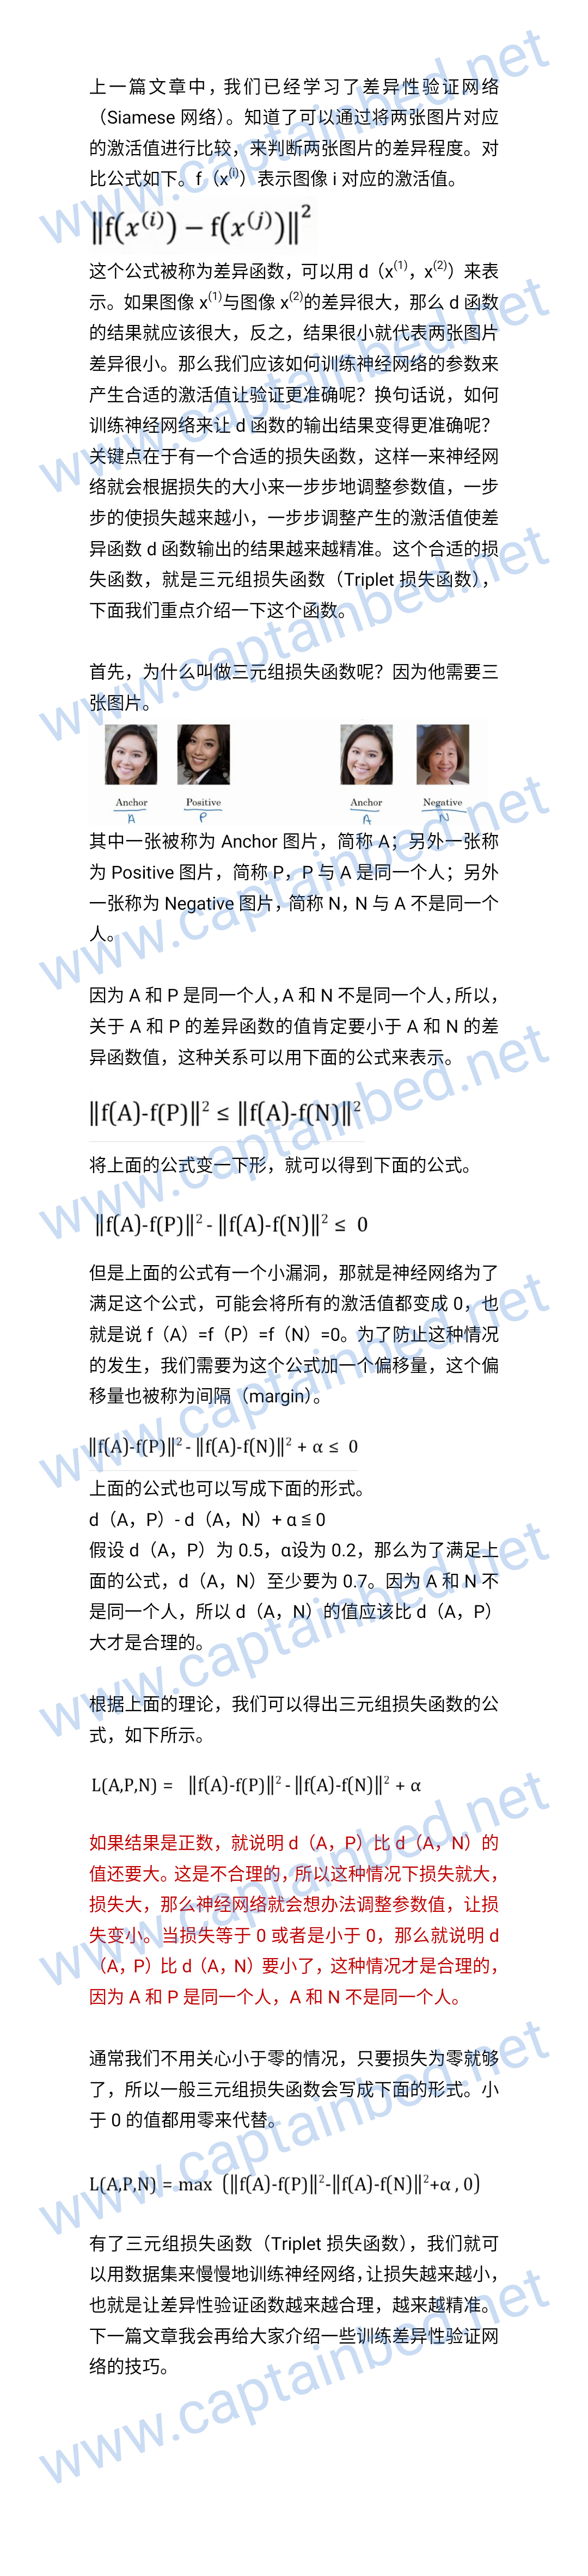 上一篇文章中，我们已经学习了差异性验证网络
（Siamese 网络）。知道了可以通过将两张图片对应
的激活值进行比较，来判断两张图片的差异程度。对
比公式如下。f（x⁽ⁱ⁾）表示图像 i 对应的激活值。
‖f(x⁽ⁱ⁾) − f(x⁽ʲ⁾)‖²
这个公式被称为差异函数，可以用 d（x⁽¹⁾，x⁽²⁾）来表
示。如果图像 x⁽¹⁾与图像 x⁽²⁾的差异很大，那么 d 函数
的结果就应该很大，反之，结果很小就代表两张图片
差异很小。那么我们应该如何训练神经网络的参数来
产生合适的激活值让验证更准确呢？换句话说，如何
训练神经网络来让 d 函数的输出结果变得更准确呢？
关键点在于有一个合适的损失函数，这样一来神经网
络就会根据损失的大小来一步步地调整参数值，一步
步的使损失越来越小，一步步调整产生的激活值使差
异函数 d 函数输出的结果越来越精准。这个合适的损
失函数，就是三元组损失函数（Triplet 损失函数），
下面我们重点介绍一下这个函数。
首先，为什么叫做三元组损失函数呢？因为他需要三
张图片。
Anchor Positive Anchor Negative
A P A N
其中一张被称为 Anchor 图片，简称 A；另外一张称
为 Positive 图片，简称 P，P 与 A 是同一个人；另外
一张称为 Negative 图片，简称 N，N 与 A 不是同一个
人。
因为 A 和 P 是同一个人，A 和 N 不是同一个人，所以，
关于 A 和 P 的差异函数的值肯定要小于 A 和 N 的差
异函数值，这种关系可以用下面的公式来表示。
‖f(A)-f(P)‖² ≤ ‖f(A)-f(N)‖²
将上面的公式变一下形，就可以得到下面的公式。
‖f(A)-f(P)‖² - ‖f(A)-f(N)‖² ≤ 0
但是上面的公式有一个小漏洞，那就是神经网络为了
满足这个公式，可能会将所有的激活值都变成 0，也
就是说 f（A）=f（P）=f（N）=0。为了防止这种情况
的发生，我们需要为这个公式加一个偏移量，这个偏
移量也被称为间隔（margin）。
‖f(A)-f(P)‖² - ‖f(A)-f(N)‖² + α ≤ 0
上面的公式也可以写成下面的形式。
d（A，P）- d（A，N）+ α ≦ 0
假设 d（A，P）为 0.5，α设为 0.2，那么为了满足上
面的公式，d（A，N）至少要为 0.7。因为 A 和 N 不
是同一个人，所以 d（A，N）的值应该比 d（A，P）
大才是合理的。
根据上面的理论，我们可以得出三元组损失函数的公
式，如下所示。
L(A,P,N) = ‖f(A)-f(P)‖² - ‖f(A)-f(N)‖² + α
如果结果是正数，就说明 d（A，P）比 d（A，N）的
值还要大。这是不合理的，所以这种情况下损失就大，
损失大，那么神经网络就会想办法调整参数值，让损
失变小。当损失等于 0 或者是小于 0，那么就说明 d
（A，P）比 d（A，N）要小了，这种情况才是合理的，
因为 A 和 P 是同一个人，A 和 N 不是同一个人。
通常我们不用关心小于零的情况，只要损失为零就够
了，所以一般三元组损失函数会写成下面的形式。小
于 0 的值都用零来代替。
L(A,P,N) = max (‖f(A)-f(P)‖²-‖f(A)-f(N)‖²+α , 0)
有了三元组损失函数（Triplet 损失函数），我们就可
以用数据集来慢慢地训练神经网络，让损失越来越小，
也就是让差异性验证函数越来越合理，越来越精准。
下一篇文章我会再给大家介绍一些训练差异性验证网
络的技巧。
www.captainbed.net
www.captainbed.net
www.captainbed.net
www.captainbed.net
www.captainbed.net
www.captainbed.net
www.captainbed.net
www.captainbed.net
www.captainbed.net
www.captainbed.net